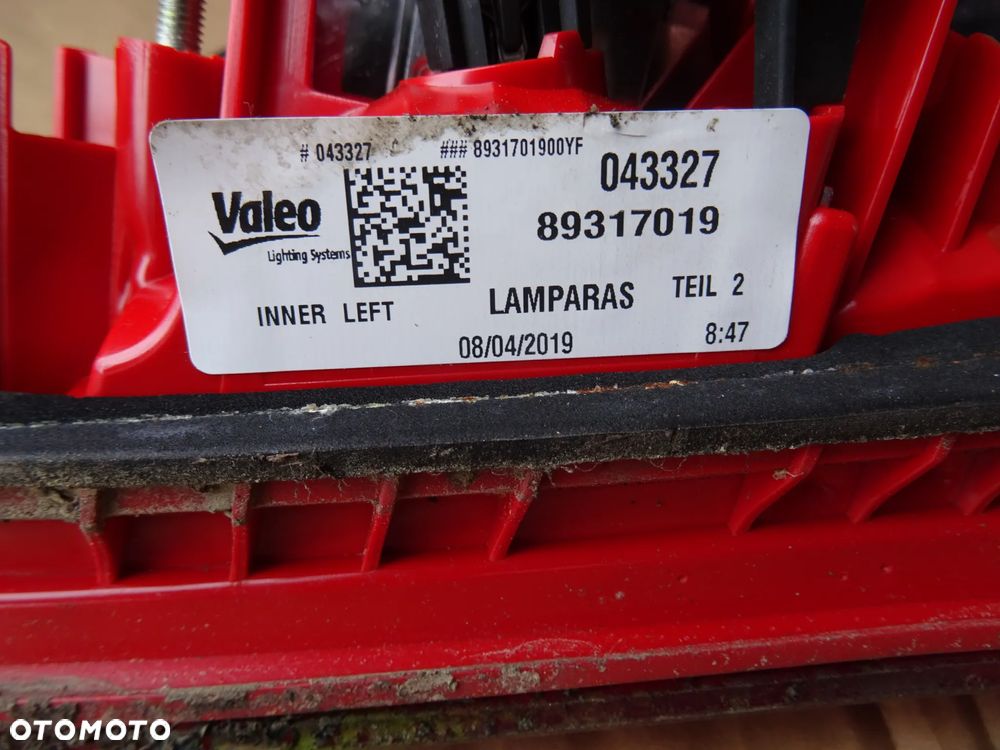 # 043327 ### 8931701900YF
043327
Valeo
89317019
Lighting Systems
INNER LEFT
LAMPARAS
TEIL 2
08/04/2019
8:47
OTOMOTO